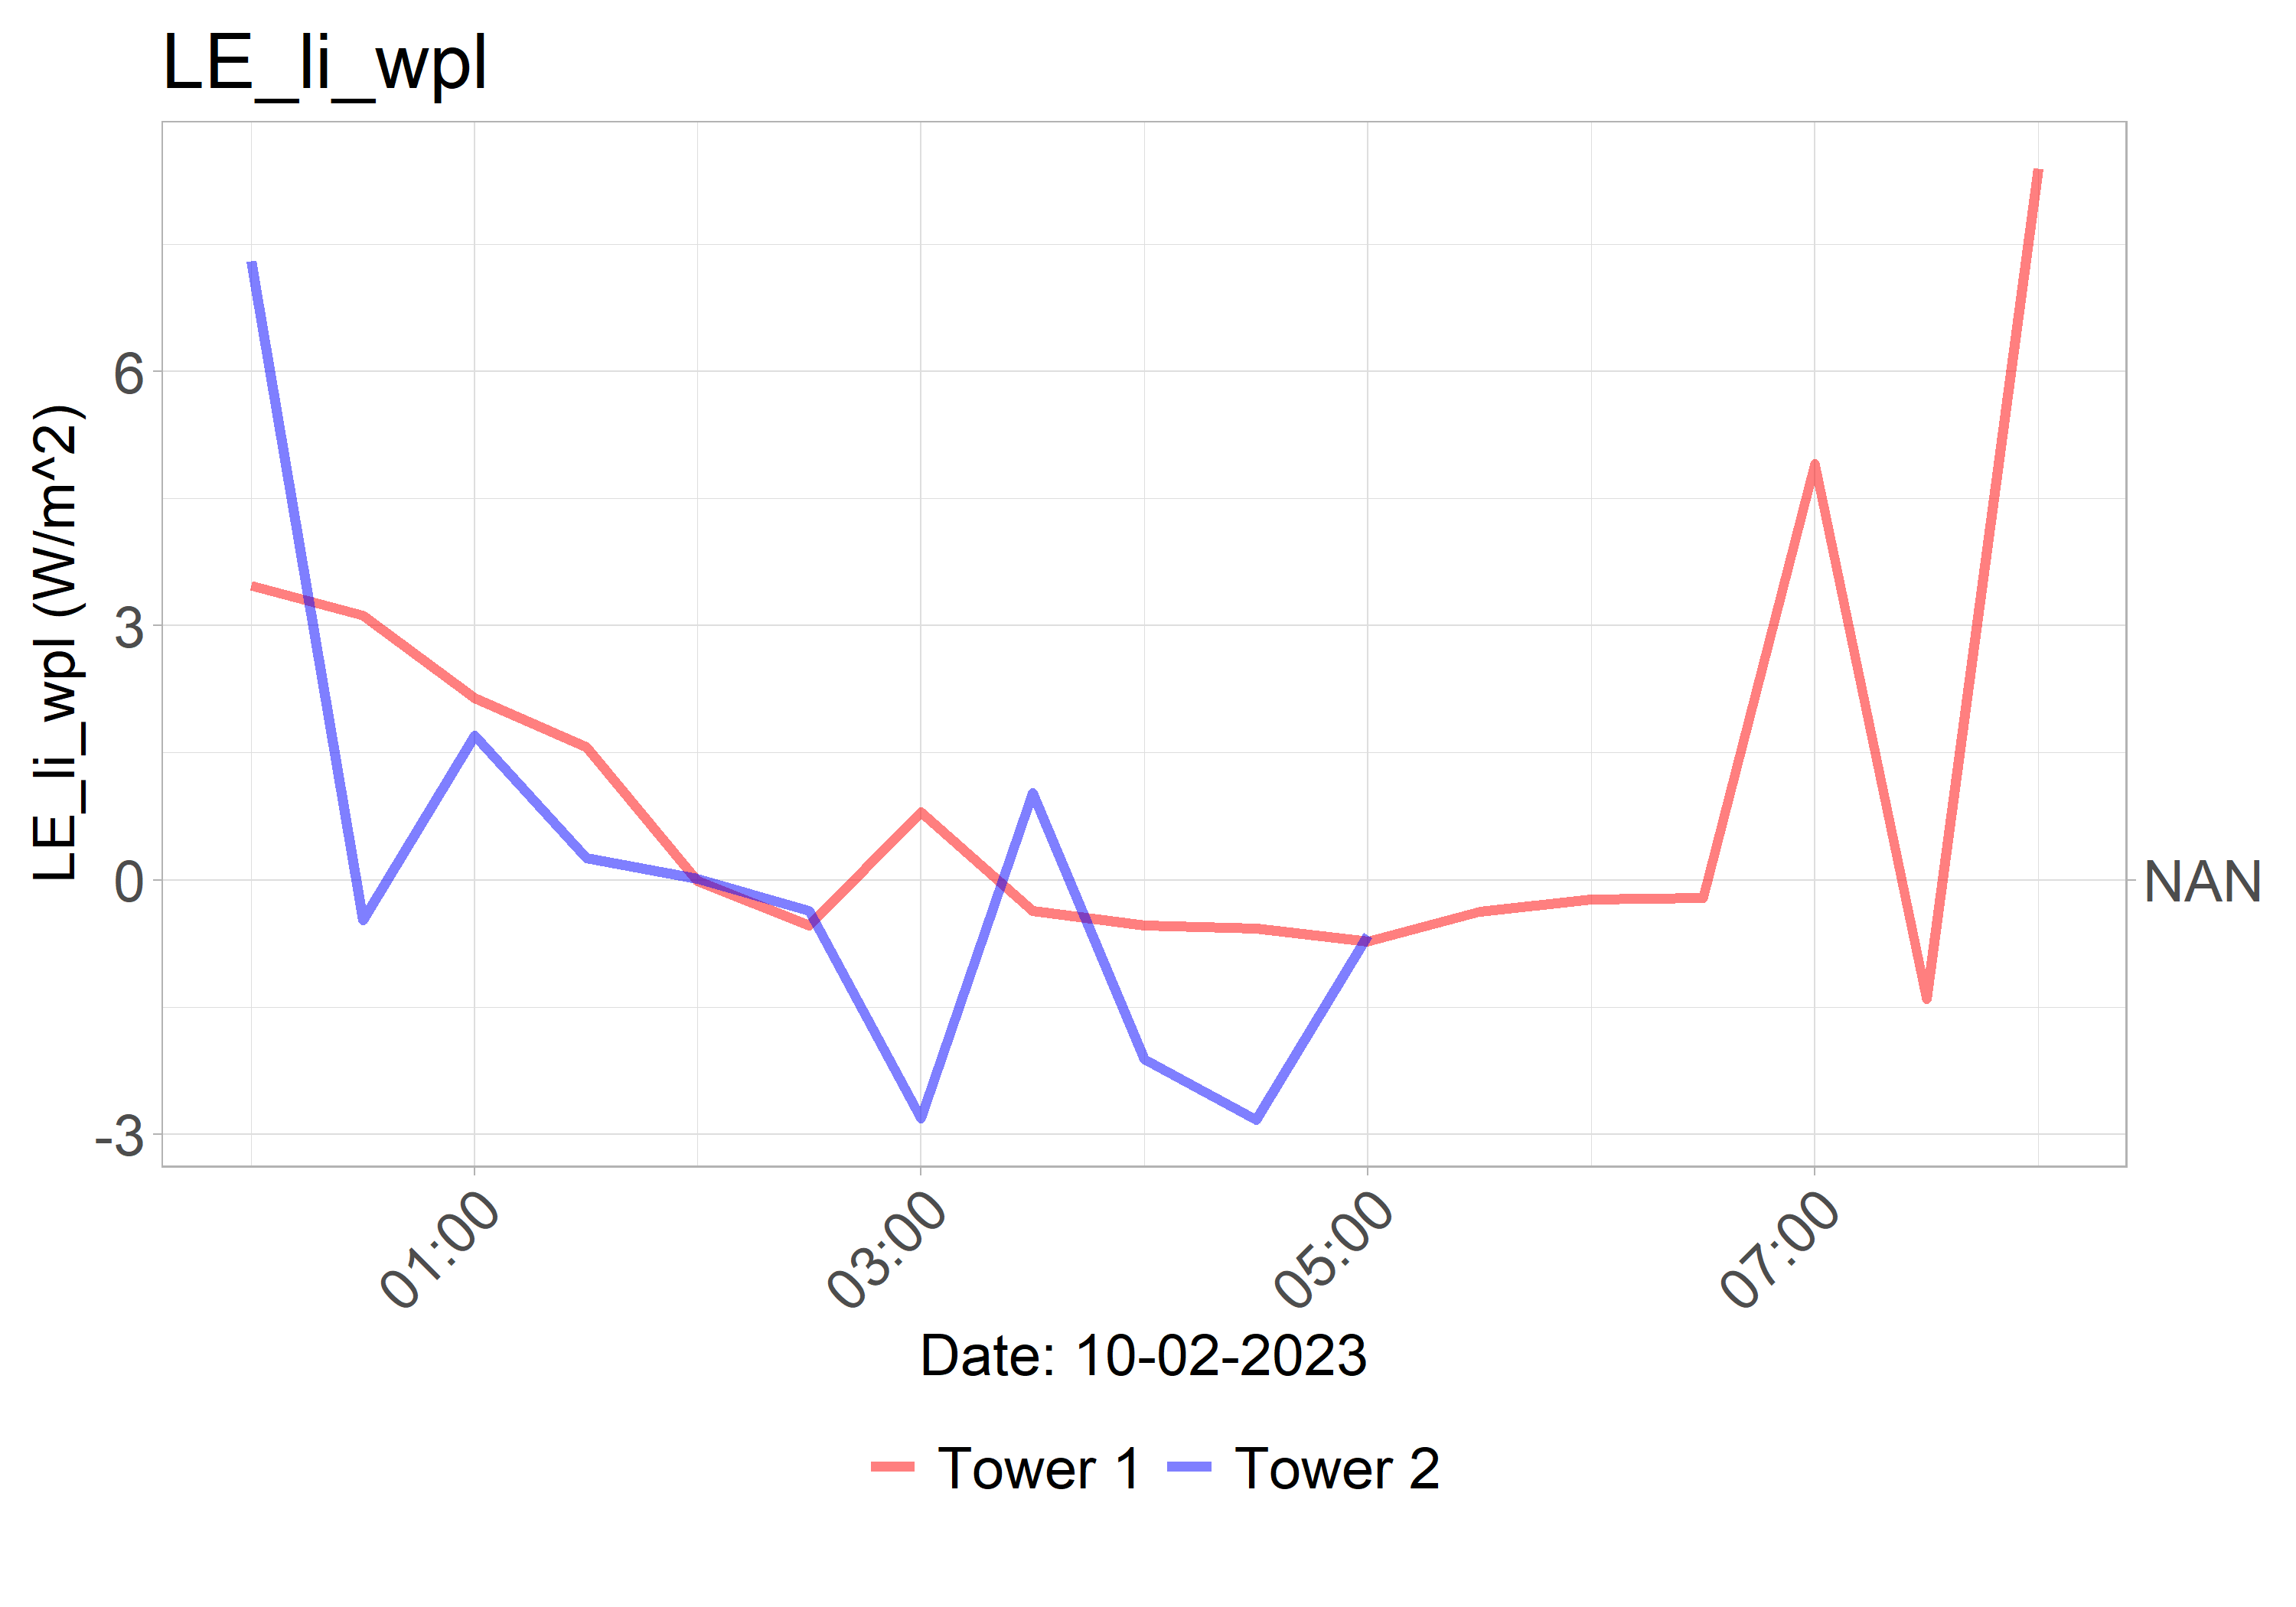 LE_li_wpl
LE_li_wpl (W/m^2)
6
3
0
-3
NAN
01:00
03:00
05:00
07:00
Date: 10-02-2023
Tower 1
Tower 2